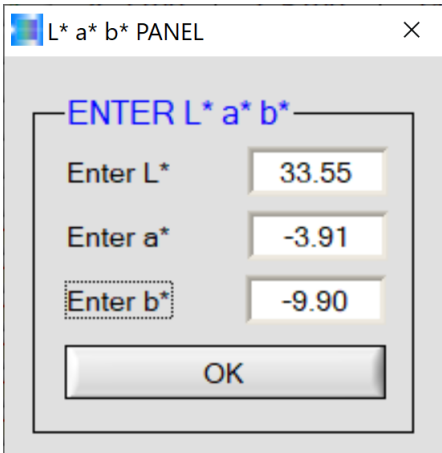 L* a* b* PANEL
ENTER L* a* b*
Enter L* 33.55
Enter a* -3.91
Enter b* -9.90
OK